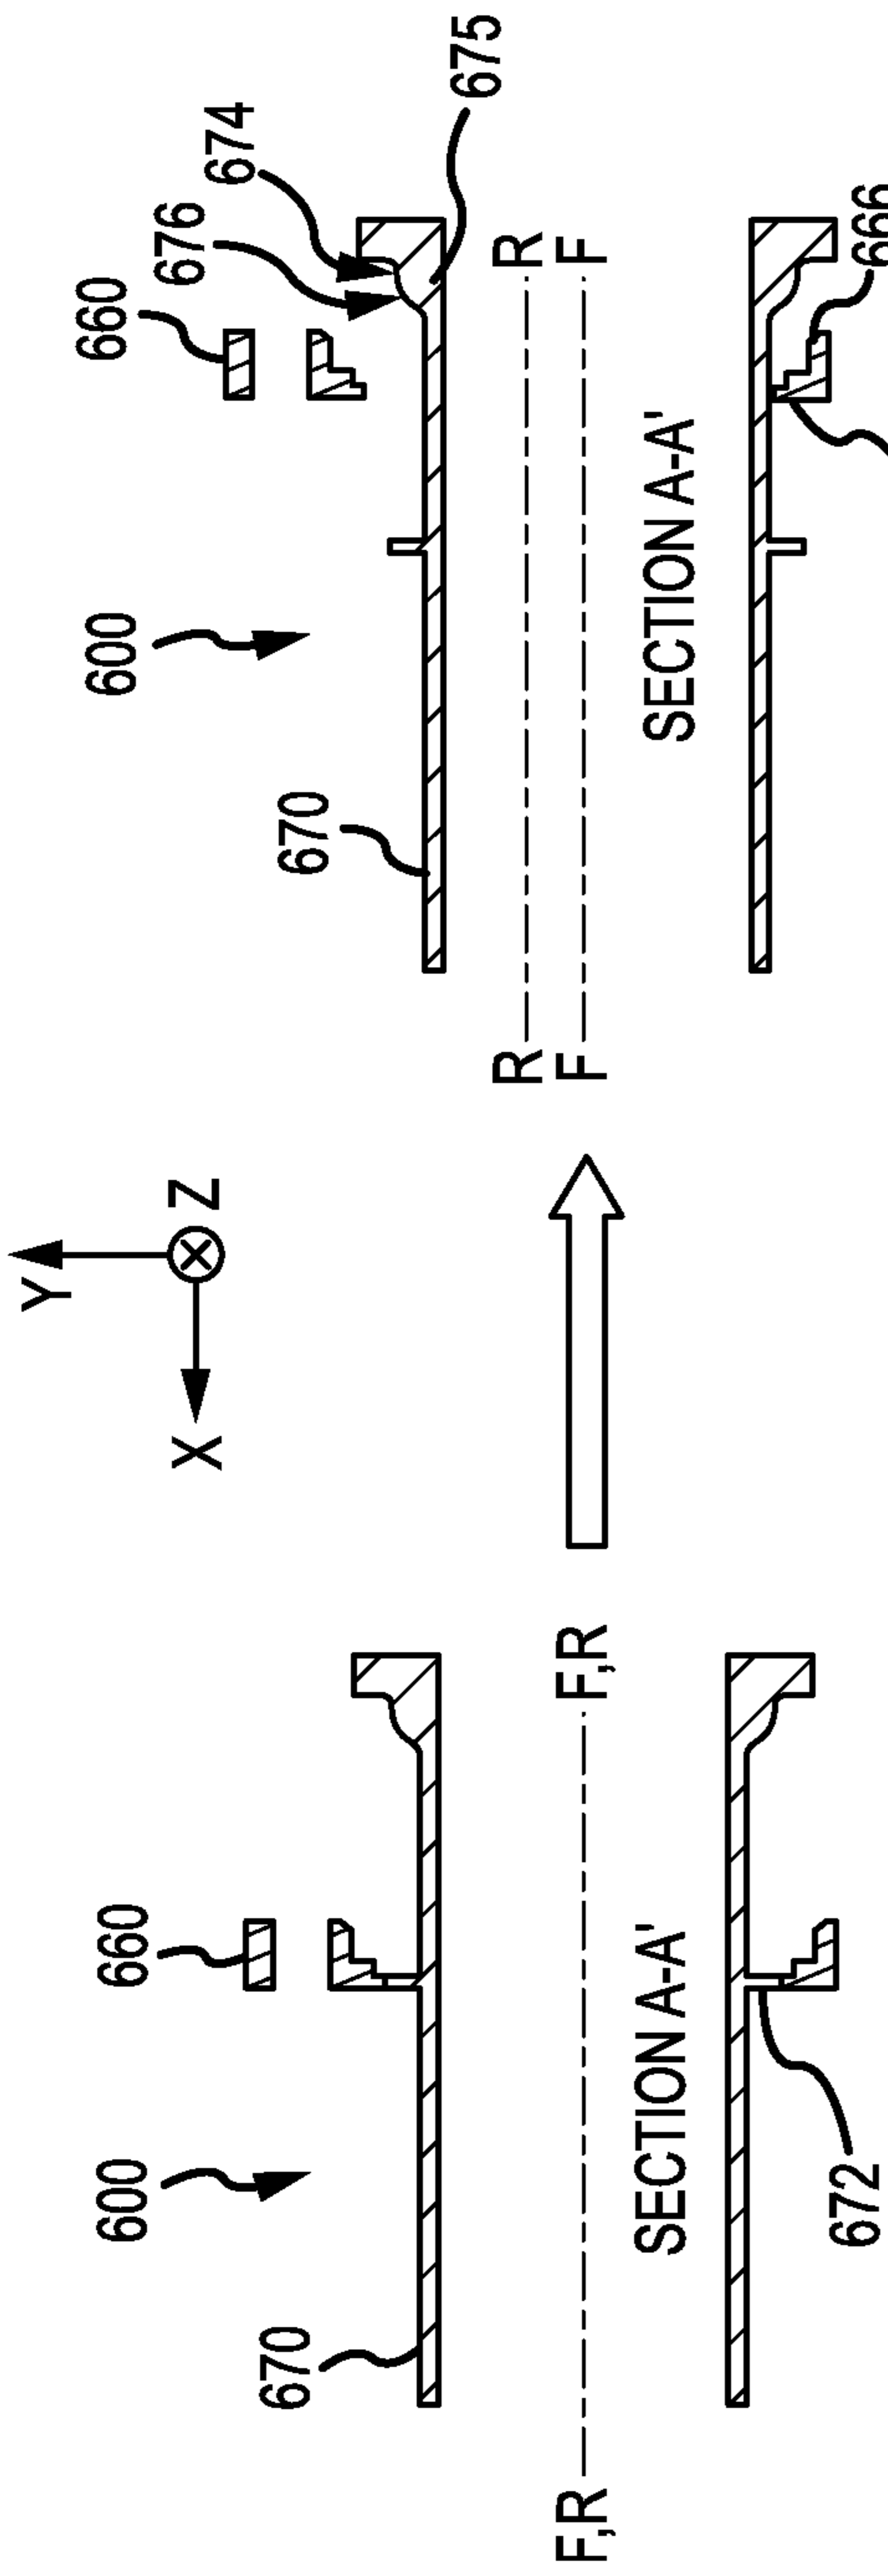 600
660
670
F,R
F,R
SECTION A-A'
672
Y
X
Z
600
660
676
674
675
670
R
R
F
F
SECTION A-A'
666